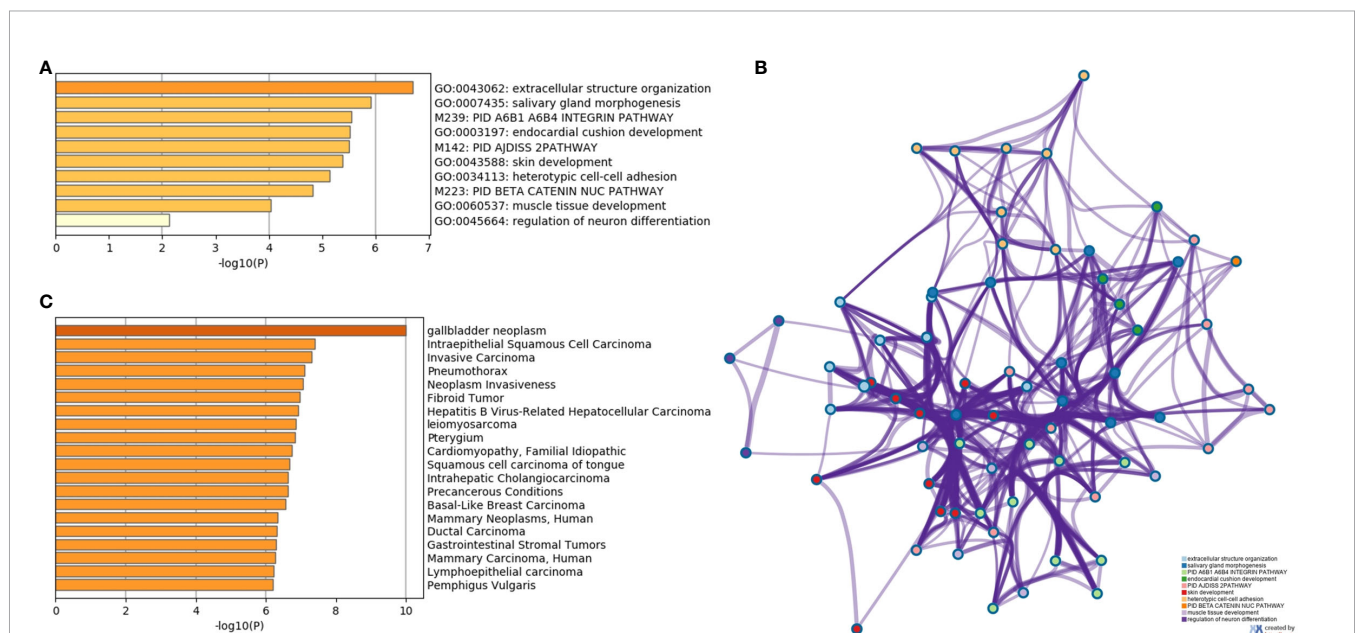 A
GO:0043062: extracellular structure organization
GO:0007435: salivary gland morphogenesis
M239: PID A6B1 A6B4 INTEGRIN PATHWAY
GO:0003197: endocardial cushion development
M142: PID AJDISS 2PATHWAY
GO:0043588: skin development
GO:0034113: heterotypic cell-cell adhesion
M223: PID BETA CATENIN NUC PATHWAY
GO:0060537: muscle tissue development
GO:0045664: regulation of neuron differentiation
0 1 2 3 4 5 6 7
-log10(P)
B
extracellular structure organization
salivary gland morphogenesis
PID A6B1 A6B4 INTEGRIN PATHWAY
endocardial cushion development
PID AJDISS 2PATHWAY
skin development
heterotypic cell-cell adhesion
PID BETA CATENIN NUC PATHWAY
muscle tissue development
regulation of neuron differentiation
created by
C
gallbladder neoplasm
Intraepithelial Squamous Cell Carcinoma
Invasive Carcinoma
Pneumothorax
Neoplasm Invasiveness
Fibroid Tumor
Hepatitis B Virus-Related Hepatocellular Carcinoma
leiomyosarcoma
Pterygium
Cardiomyopathy, Familial Idiopathic
Squamous cell carcinoma of tongue
Intrahepatic Cholangiocarcinoma
Precancerous Conditions
Basal-Like Breast Carcinoma
Mammary Neoplasms, Human
Ductal Carcinoma
Gastrointestinal Stromal Tumors
Mammary Carcinoma, Human
Lymphoepithelial carcinoma
Pemphigus Vulgaris
0 2 4 6 8 10
-log10(P)